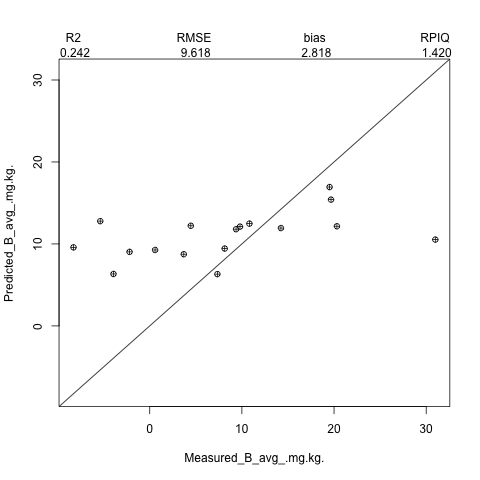 R2 RMSE bias RPIQ
0.242 9.618 2.818 1.420
30
20
10
0
Predicted_B_avg_.mg.kg.
0 10 20 30
Measured_B_avg_.mg.kg.